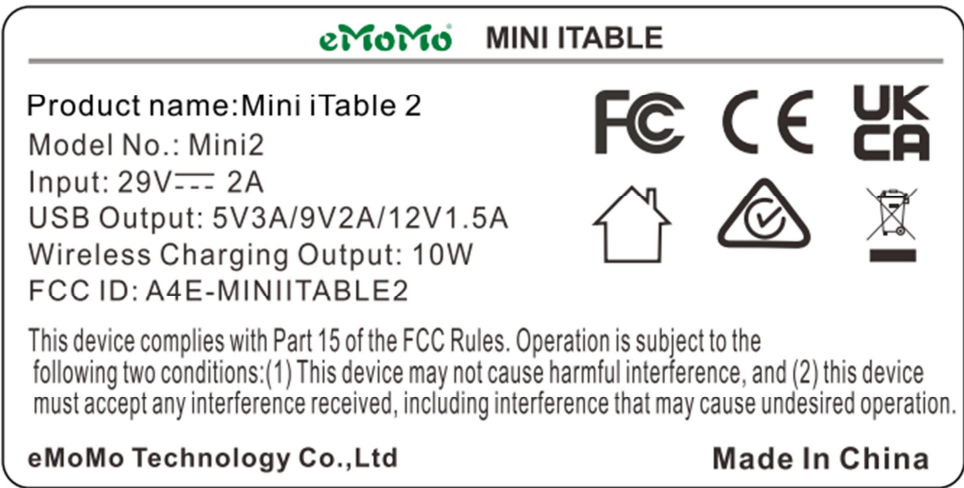 eMoMo MINI ITABLE
Product name:Mini iTable 2
Model No.: Mini2
Input: 29V⎓ 2A
USB Output: 5V3A/9V2A/12V1.5A
Wireless Charging Output: 10W
FCC ID: A4E-MINIITABLE2
FC CE UK CA
This device complies with Part 15 of the FCC Rules. Operation is subject to the
following two conditions:(1) This device may not cause harmful interference, and (2) this device
must accept any interference received, including interference that may cause undesired operation.
eMoMo Technology Co.,Ltd Made In China